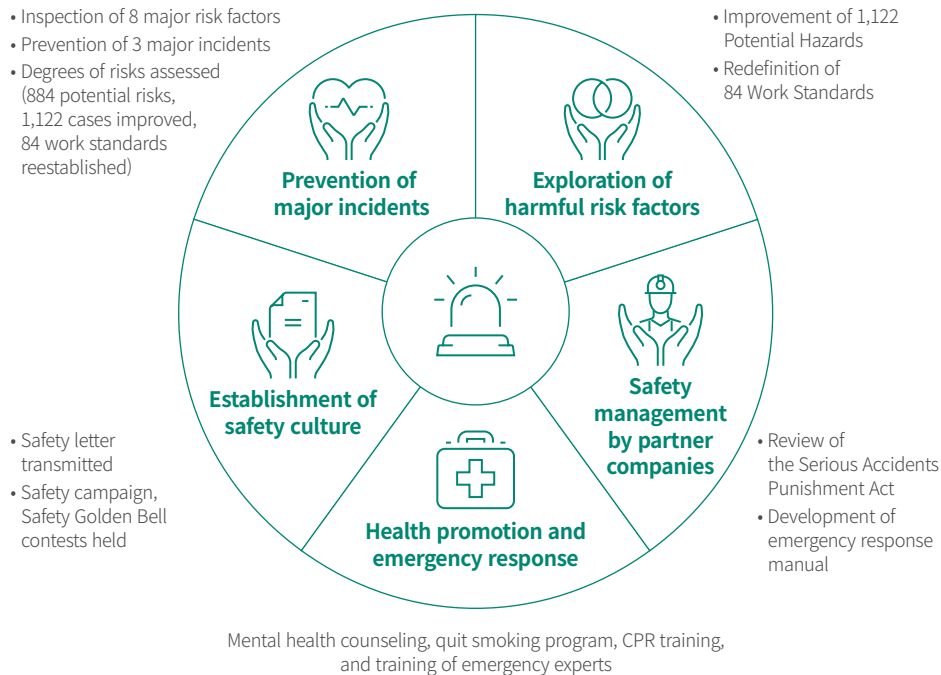 • Inspection of 8 major risk factors
• Prevention of 3 major incidents
• Degrees of risks assessed
(884 potential risks,
1,122 cases improved,
84 work standards
reestablished)
• Improvement of 1,122
Potential Hazards
• Redefinition of
84 Work Standards
Prevention of
major incidents
Exploration of
harmful risk factors
Establishment of
safety culture
Safety
management
by partner
companies
Health promotion and
emergency response
• Safety letter
transmitted
• Safety campaign,
Safety Golden Bell
contests held
• Review of
the Serious Accidents
Punishment Act
• Development of
emergency response
manual
Mental health counseling, quit smoking program, CPR training,
and training of emergency experts